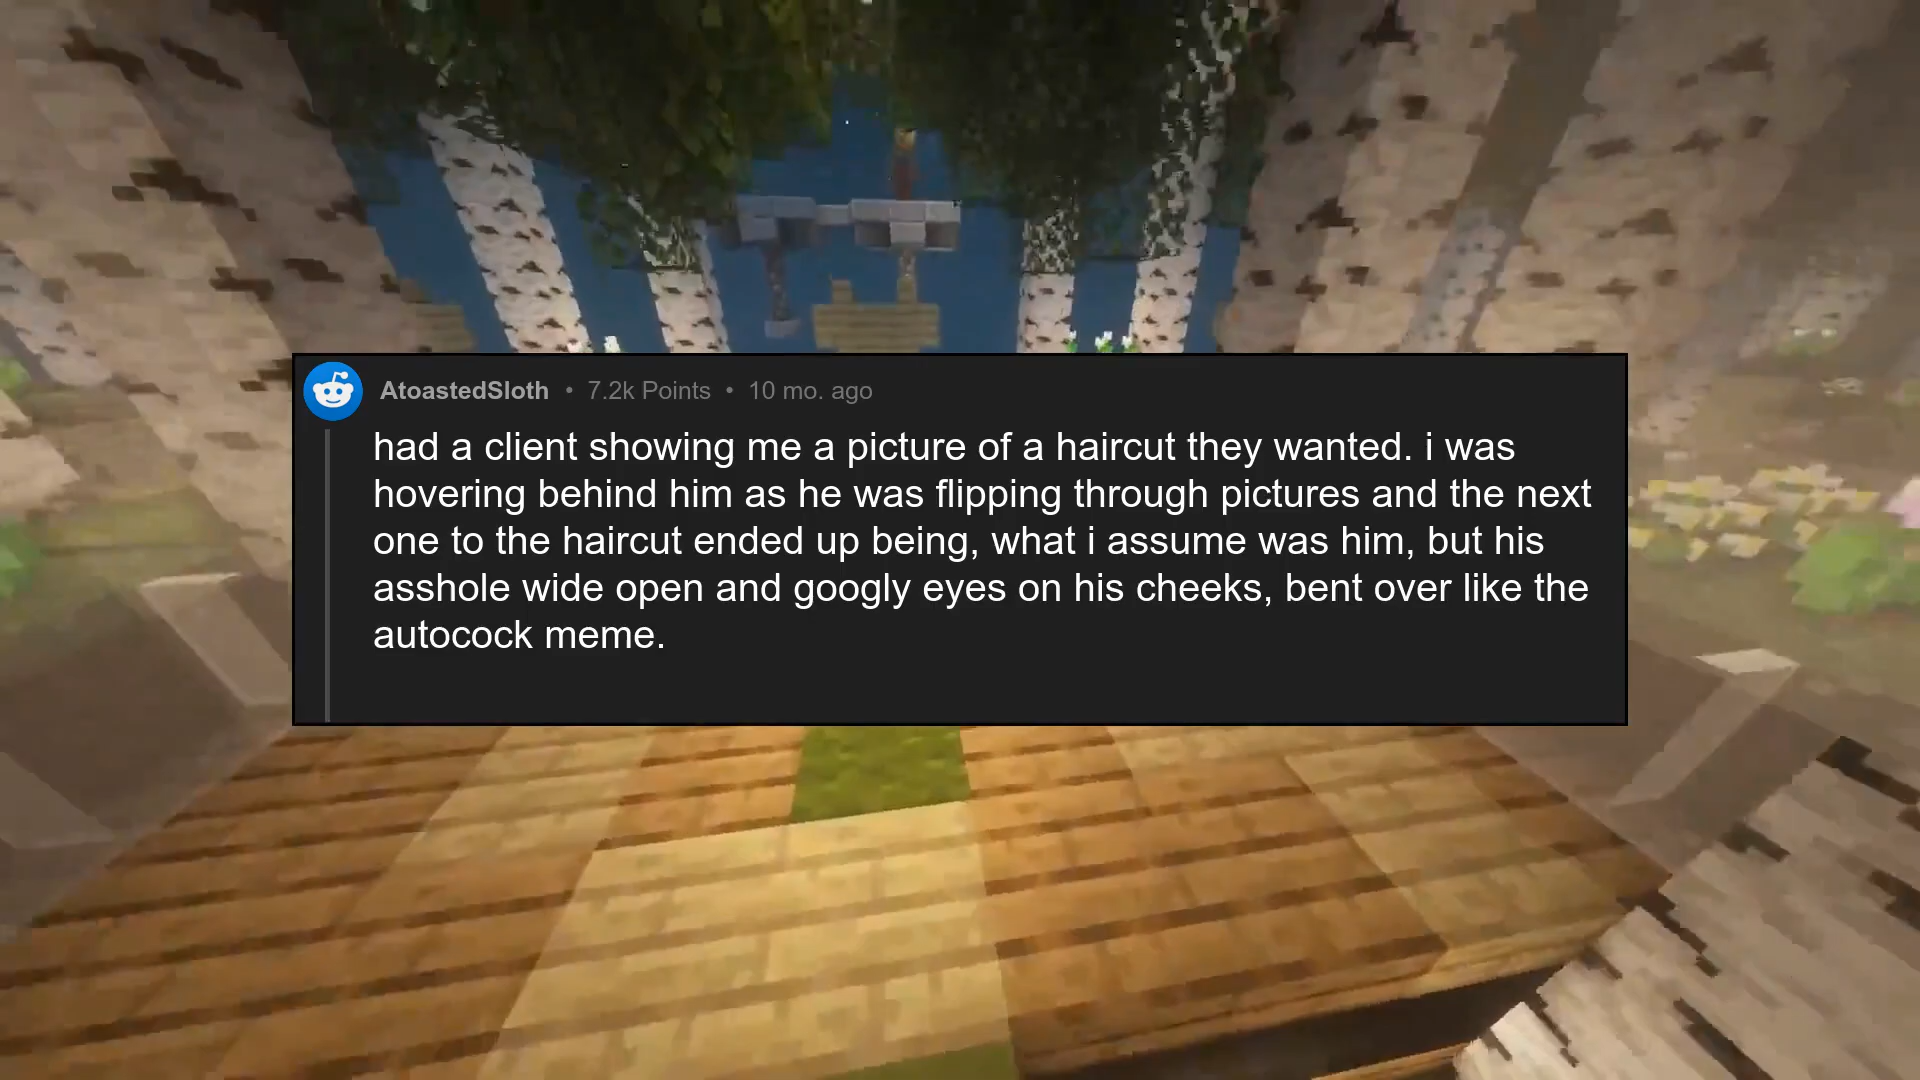 AtoastedSloth • 7.2k Points • 10 mo. ago
had a client showing me a picture of a haircut they wanted. i was
hovering behind him as he was flipping through pictures and the next
one to the haircut ended up being, what i assume was him, but his
asshole wide open and googly eyes on his cheeks, bent over like the
autocock meme.